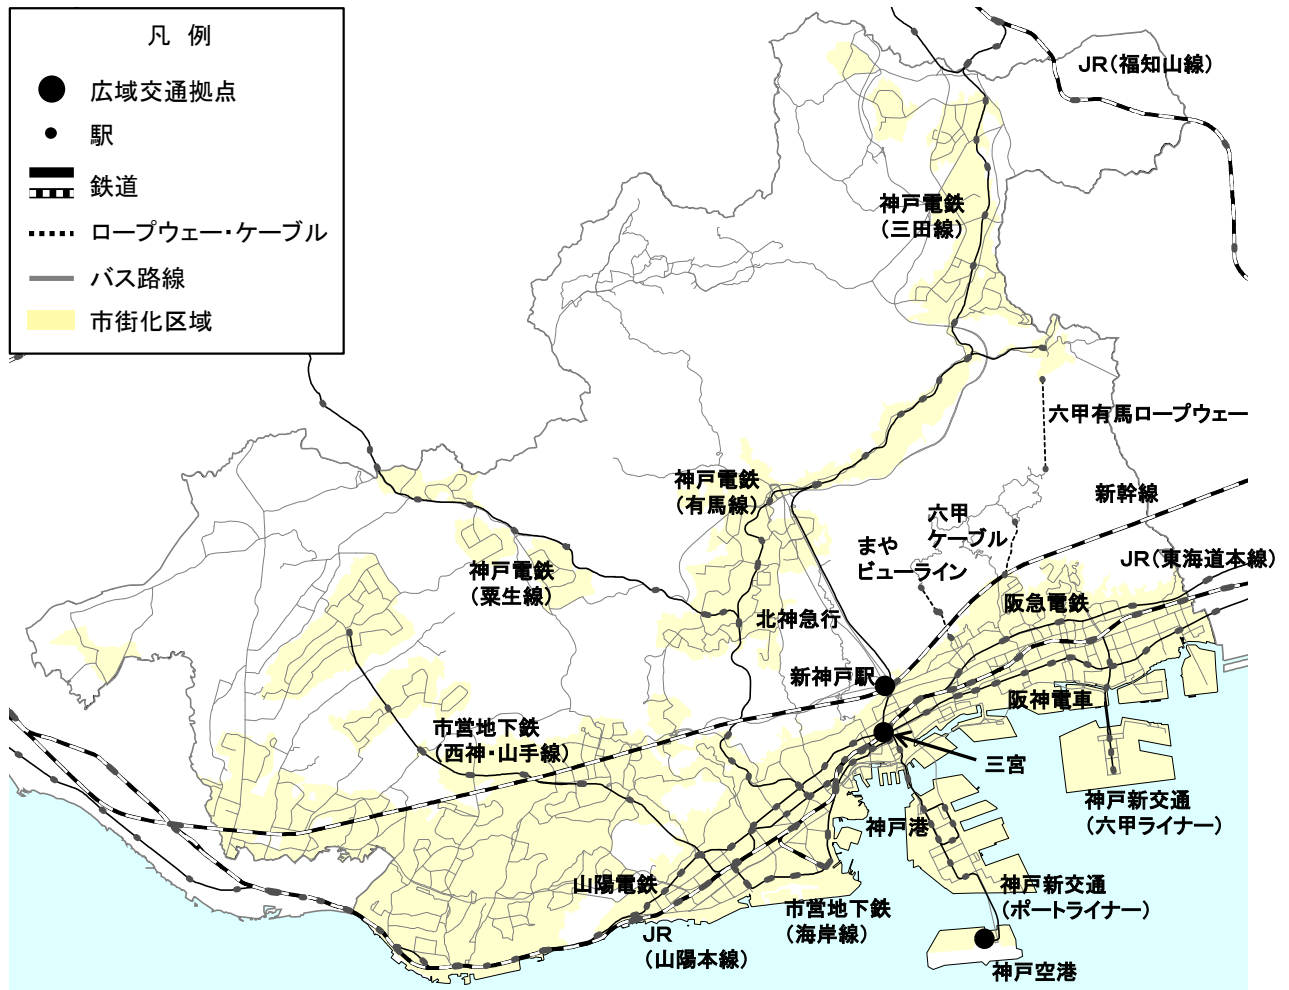 凡 例
広域交通拠点
駅
鉄道
ロープウェー・ケーブル
バス路線
市街化区域
JR(福知山線)
神戸電鉄
(三田線)
六甲有馬ロープウェー
神戸電鉄
(有馬線)
新幹線
六甲
ケーブル
まや
ビューライン
JR(東海道本線)
神戸電鉄
(粟生線)
阪急電鉄
北神急行
新神戸駅
阪神電車
市営地下鉄
(西神・山手線)
三宮
神戸新交通
(六甲ライナー)
神戸港
山陽電鉄
神戸新交通
(ポートライナー)
市営地下鉄
(海岸線)
JR
(山陽本線)
神戸空港